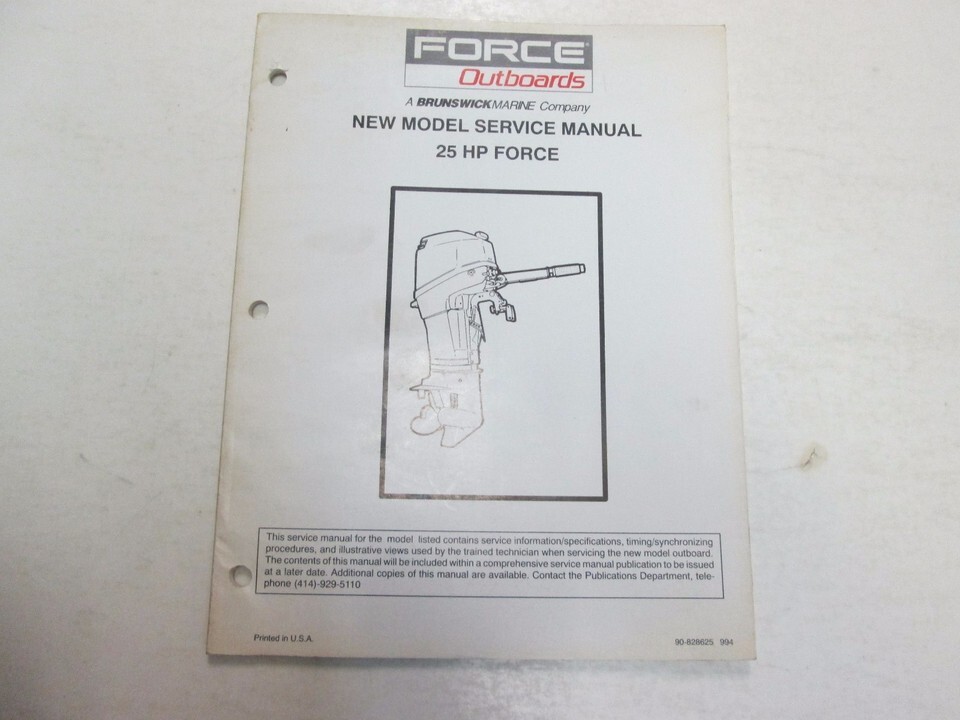 FORCE
Outboards
A BRUNSWICK MARINE Company
NEW MODEL SERVICE MANUAL
25 HP FORCE
This service manual for the model listed contains service information/specifications, timing/synchronizing
procedures, and illustrative views used by the trained technician when servicing the new model outboard.
The contents of this manual will be included within a comprehensive service manual publication to be issued
at a later date. Additional copies of this manual are available. Contact the Publications Department, tele-
phone (414)-929-5110
Printed in U.S.A.
90-828625 994